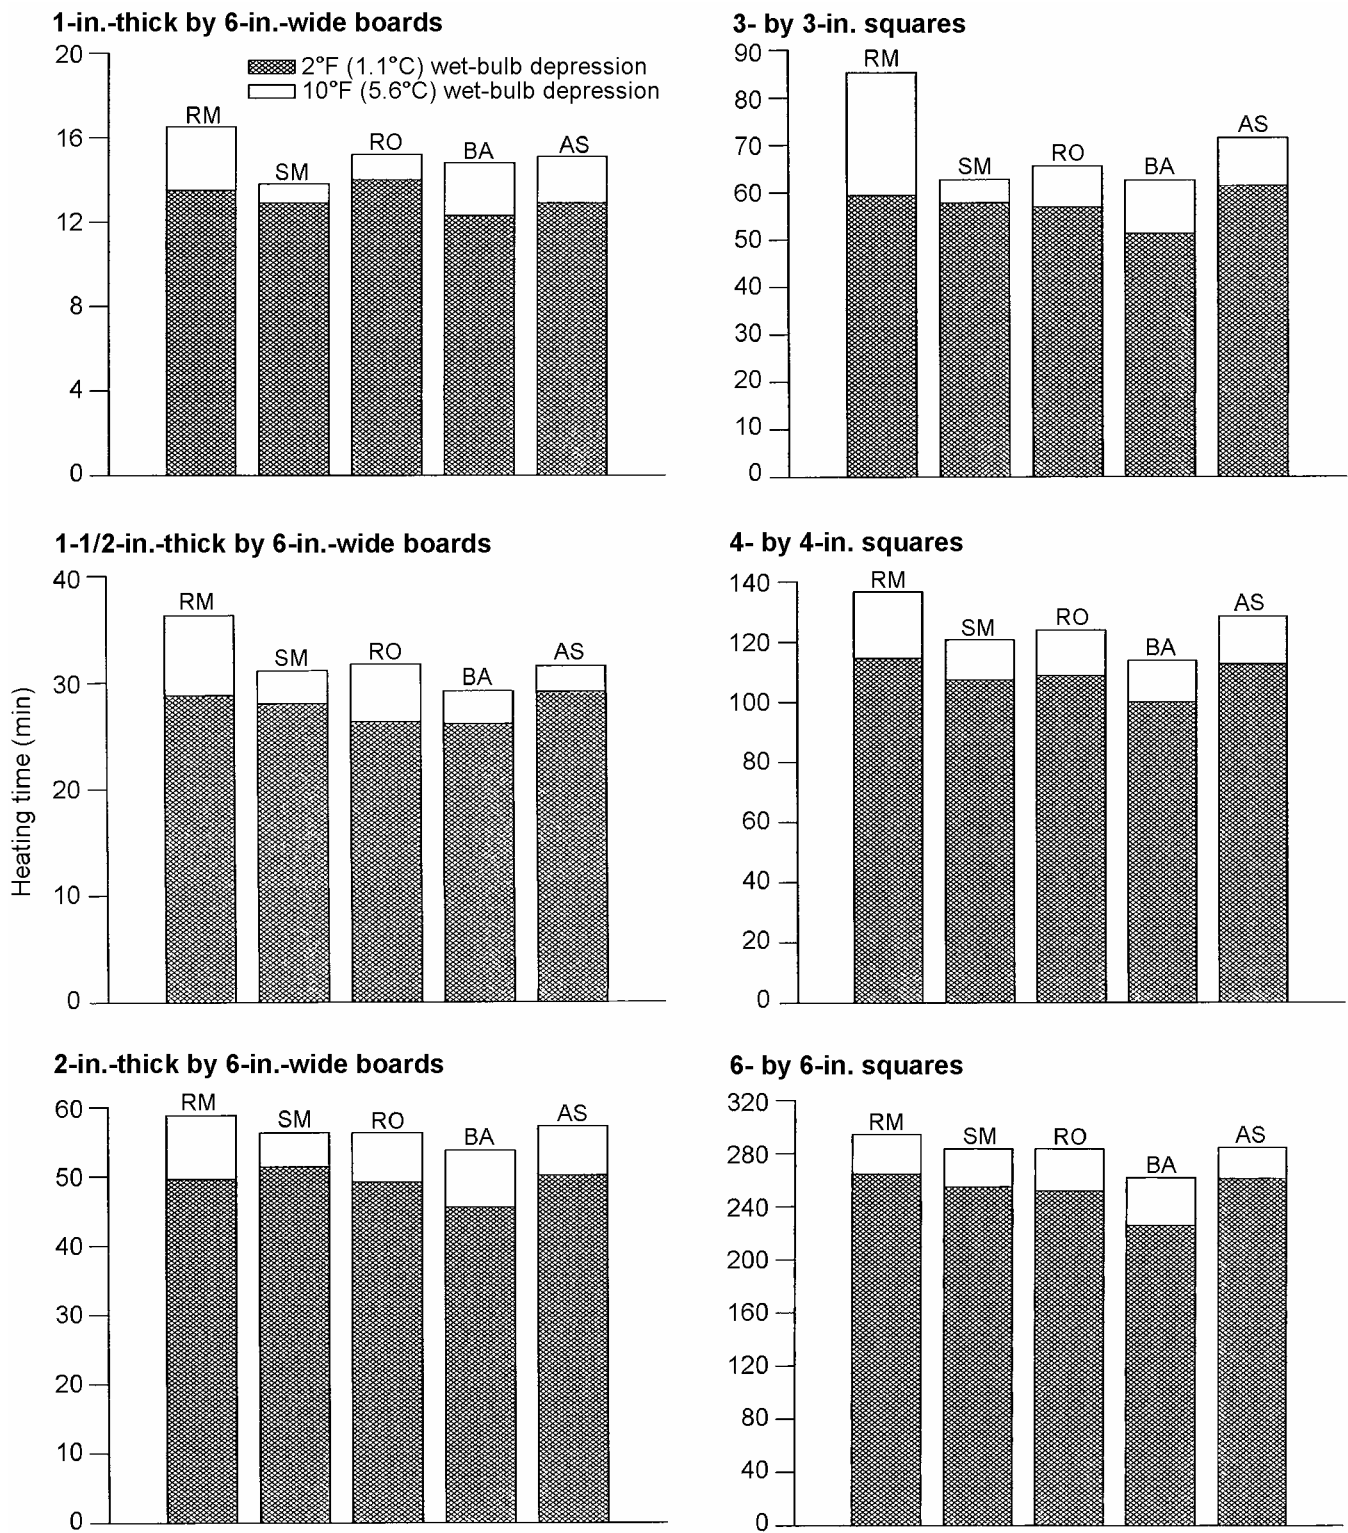 1-in.-thick by 6-in.-wide boards
20
16
12
8
4
0
2°F (1.1°C) wet-bulb depression
10°F (5.6°C) wet-bulb depression
RM
SM
RO
BA
AS
3- by 3-in. squares
90
80
70
60
50
40
30
20
10
0
RM
SM
RO
BA
AS
1-1/2-in.-thick by 6-in.-wide boards
Heating time (min)
40
30
20
10
0
RM
SM
RO
BA
AS
4- by 4-in. squares
140
120
100
80
60
40
20
0
RM
SM
RO
BA
AS
2-in.-thick by 6-in.-wide boards
60
50
40
30
20
10
0
RM
SM
RO
BA
AS
6- by 6-in. squares
320
280
240
200
160
120
80
40
0
RM
SM
RO
BA
AS